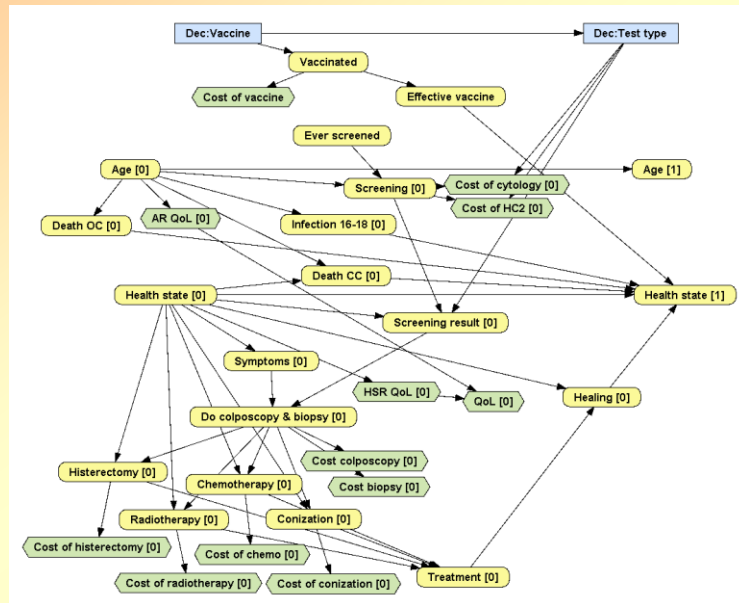 Dec:Vaccine
Dec:Test type
Vaccinated
Cost of vaccine
Effective vaccine
Ever screened
Age [0]
Age [1]
Screening [0]
Cost of cytology [0]
Cost of HC2 [0]
Death OC [0]
AR QoL [0]
Infection 16-18 [0]
Death CC [0]
Health state [0]
Health state [1]
Screening result [0]
Symptoms [0]
HSR QoL [0]
QoL [0]
Healing [0]
Do colposcopy & biopsy [0]
Cost colposcopy [0]
Histerectomy [0]
Chemotherapy [0]
Cost biopsy [0]
Radiotherapy [0]
Conization [0]
Cost of histerectomy [0]
Cost of chemo [0]
Treatment [0]
Cost of radiotherapy [0]
Cost of conization [0]